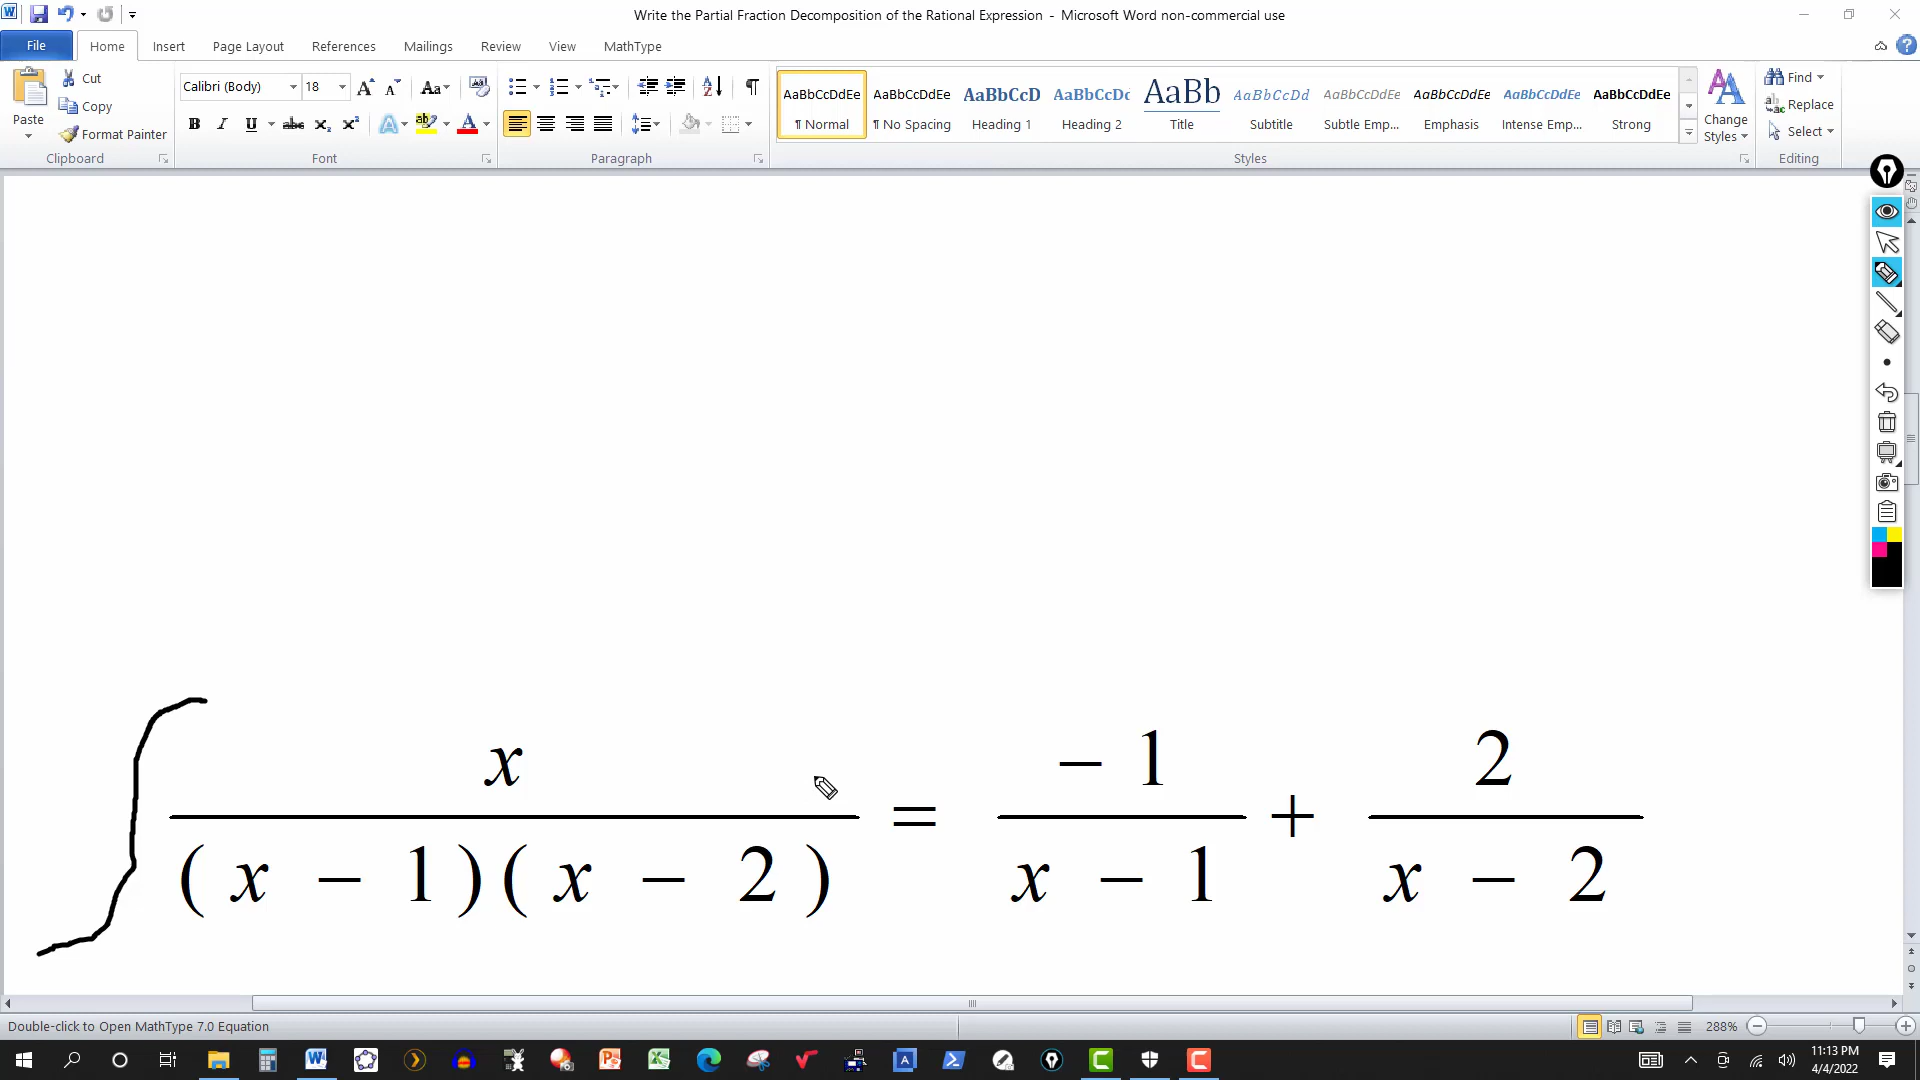 Write the Partial Fraction Decomposition of the Rational Expression - Microsoft Word non-commercial use
File Home Insert Page Layout References Mailings Review View MathType
Paste
Cut
Copy
Format Painter
Clipboard
Calibri (Body) 18
Font
Paragraph
AaBbCcDdEe AaBbCcDdEe AaBbCcD AaBbCcDc AaBb AaBbCcDd AaBbCcDdEe AaBbCcDdEe AaBbCcDdEe AaBbCcDdEe
¶ Normal ¶ No Spacing Heading 1 Heading 2 Title Subtitle Subtle Emp... Emphasis Intense Emp... Strong
Styles
Change Styles
Find
Replace
Select
Editing
∫ x / ( x − 1 ) ( x − 2 ) = − 1 / x − 1 + 2 / x − 2
Double-click to Open MathType 7.0 Equation
288%
11:13 PM
4/4/2022